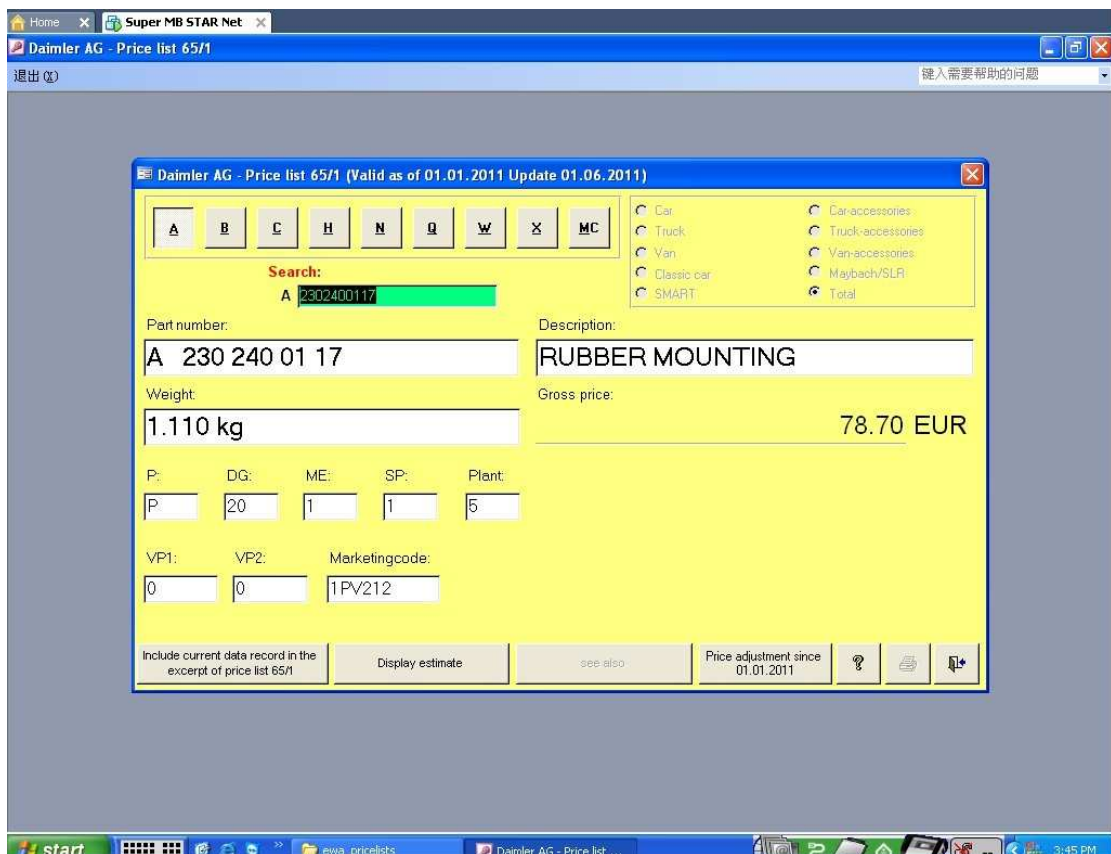 Home
Super MB STAR Net
Daimler AG - Price list 65/1
退出(X)
键入需要帮助的问题
Daimler AG - Price list 65/1 (Valid as of 01.01.2011 Update 01.06.2011)
A B C H N Q W X MC
Car
Car-accessories
Truck
Truck-accessories
Van
Van-accessories
Classic car
Maybach/SLR
SMART
Total
Search:
A 2302400117
Part number:
Description:
A 230 240 01 17
RUBBER MOUNTING
Weight:
Gross price:
1.110 kg
78.70 EUR
P: DG: ME: SP: Plant:
P 20 1 1 5
VP1: VP2: Marketingcode:
0 0 1PV212
Include current data record in the
excerpt of price list 65/1
Display estimate
see also
Price adjustment since
01.01.2011
?
start
ewa_pricelists
Daimler AG - Price list ...
3:45 PM